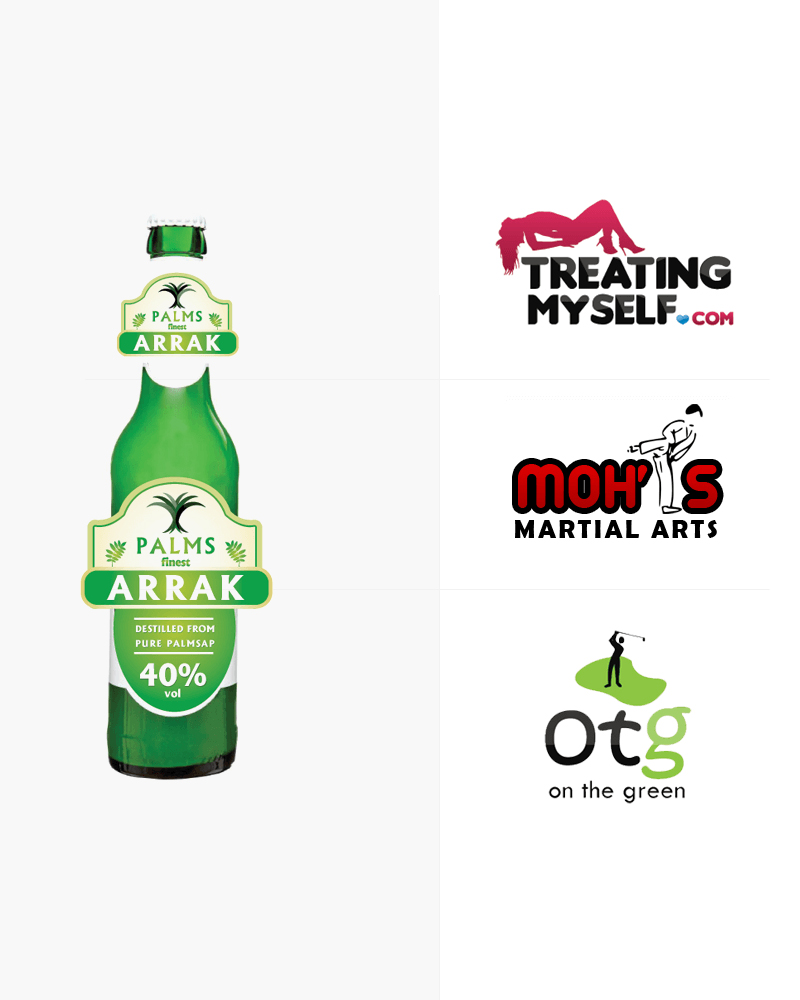 PALMS
finest
ARRAK
PALMS
finest
ARRAK
DESTILLED FROM
PURE PALMSAP
40%
vol
TREATING
MYSELF.COM
MOH'S
MARTIAL ARTS
otg
on the green